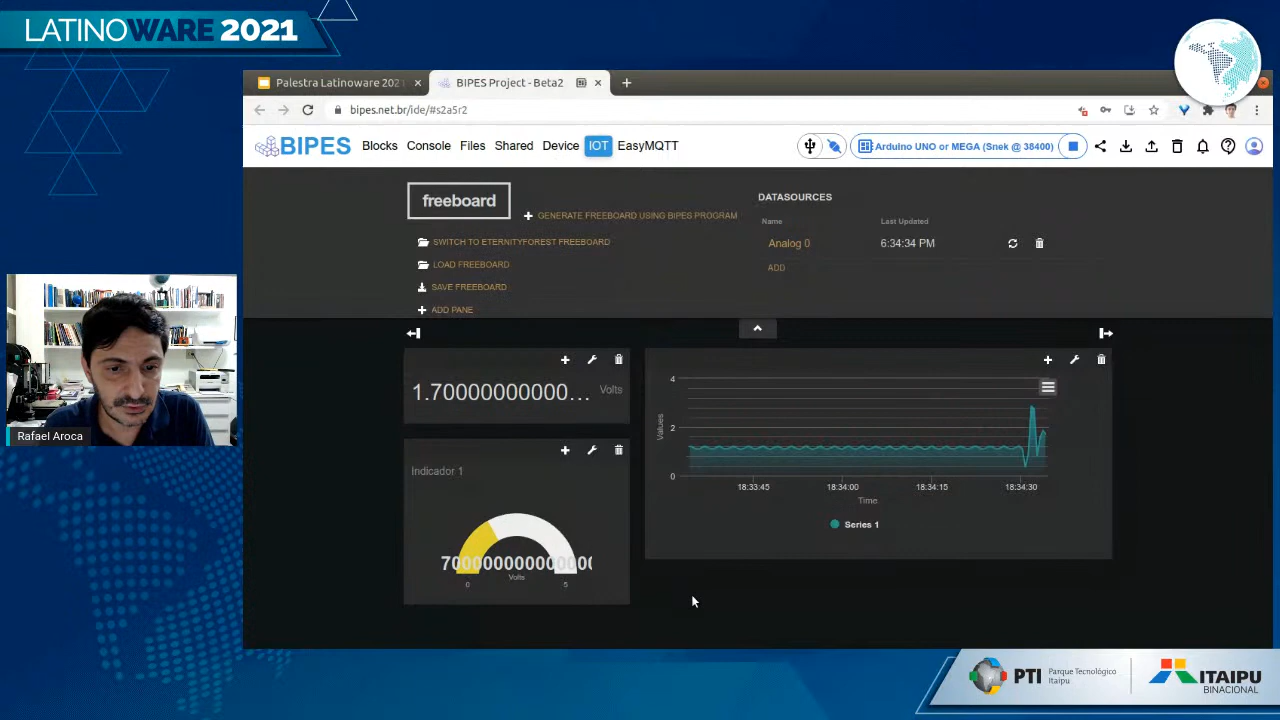 LATINOWARE 2021
Palestra Latinoware 202
BIPES Project - Beta2
bipes.net.br/ide/#s2a5r2
BIPES
Blocks
Console
Files
Shared
Device
IOT
EasyMQTT
Arduino UNO or MEGA (Snek @ 38400)
freeboard
GENERATE FREEBOARD USING BIPES PROGRAM
SWITCH TO ETERNITYFOREST FREEBOARD
LOAD FREEBOARD
SAVE FREEBOARD
ADD PANE
DATASOURCES
Name
Last Updated
Analog 0
6:34:34 PM
ADD
1.70000000000...
Volts
Indicador 1
700000000000000
Volts
0
5
4
2
0
Values
18:33:45
18:34:00
18:34:15
18:34:30
Time
Series 1
Rafael Aroca
PTI
Parque Tecnológico
Itaipu
ITAIPU
BINACIONAL